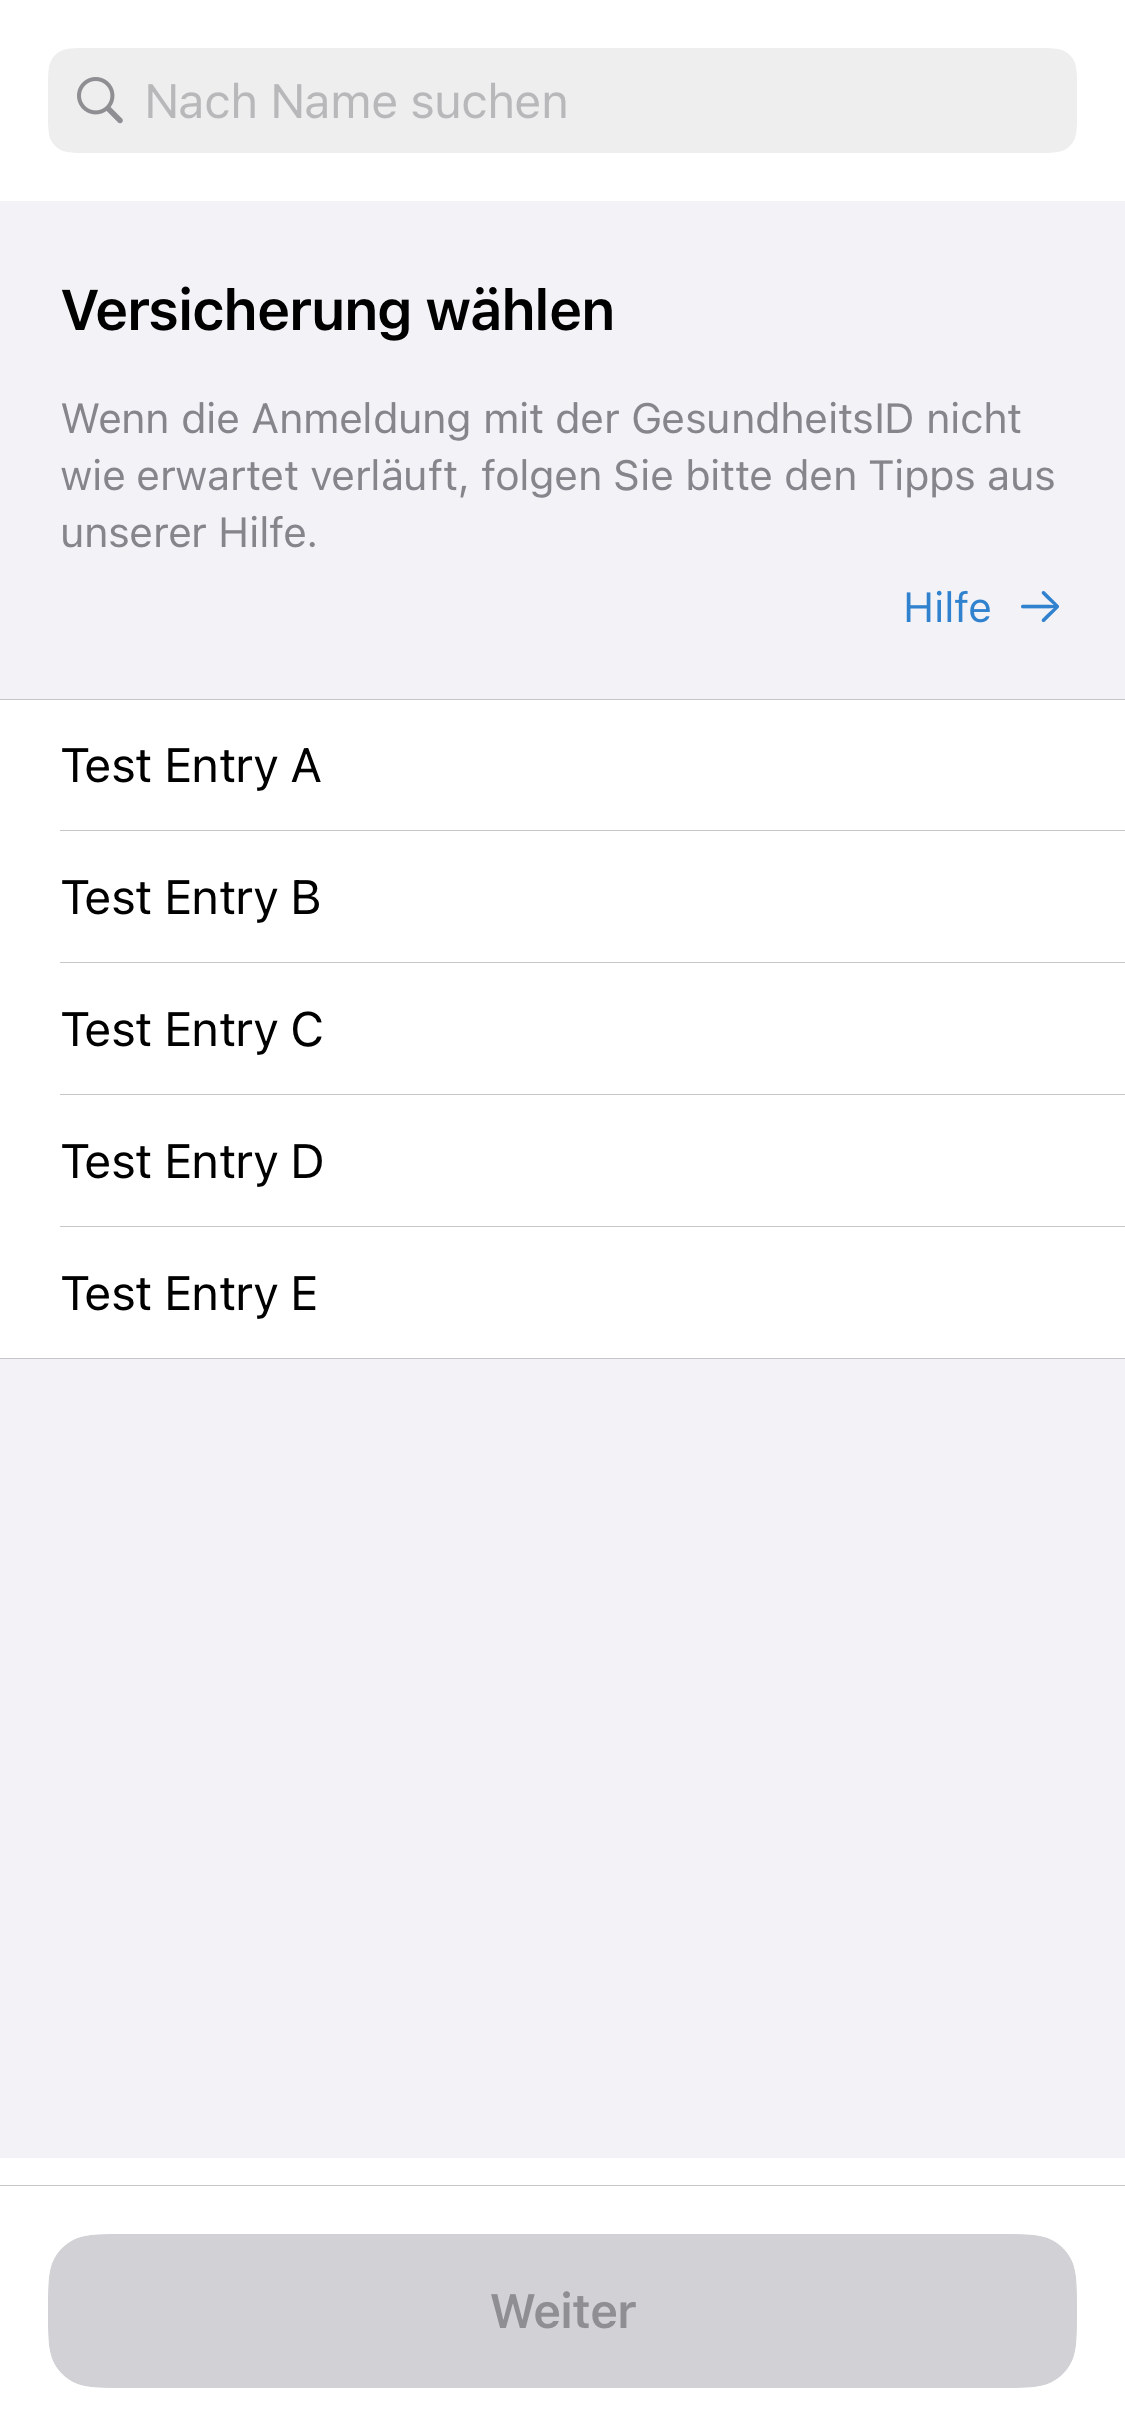 Nach Name suchen
Versicherung wählen
Wenn die Anmeldung mit der GesundheitsID nicht
wie erwartet verläuft, folgen Sie bitte den Tipps aus
unserer Hilfe.
Hilfe →
Test Entry A
Test Entry B
Test Entry C
Test Entry D
Test Entry E
Weiter